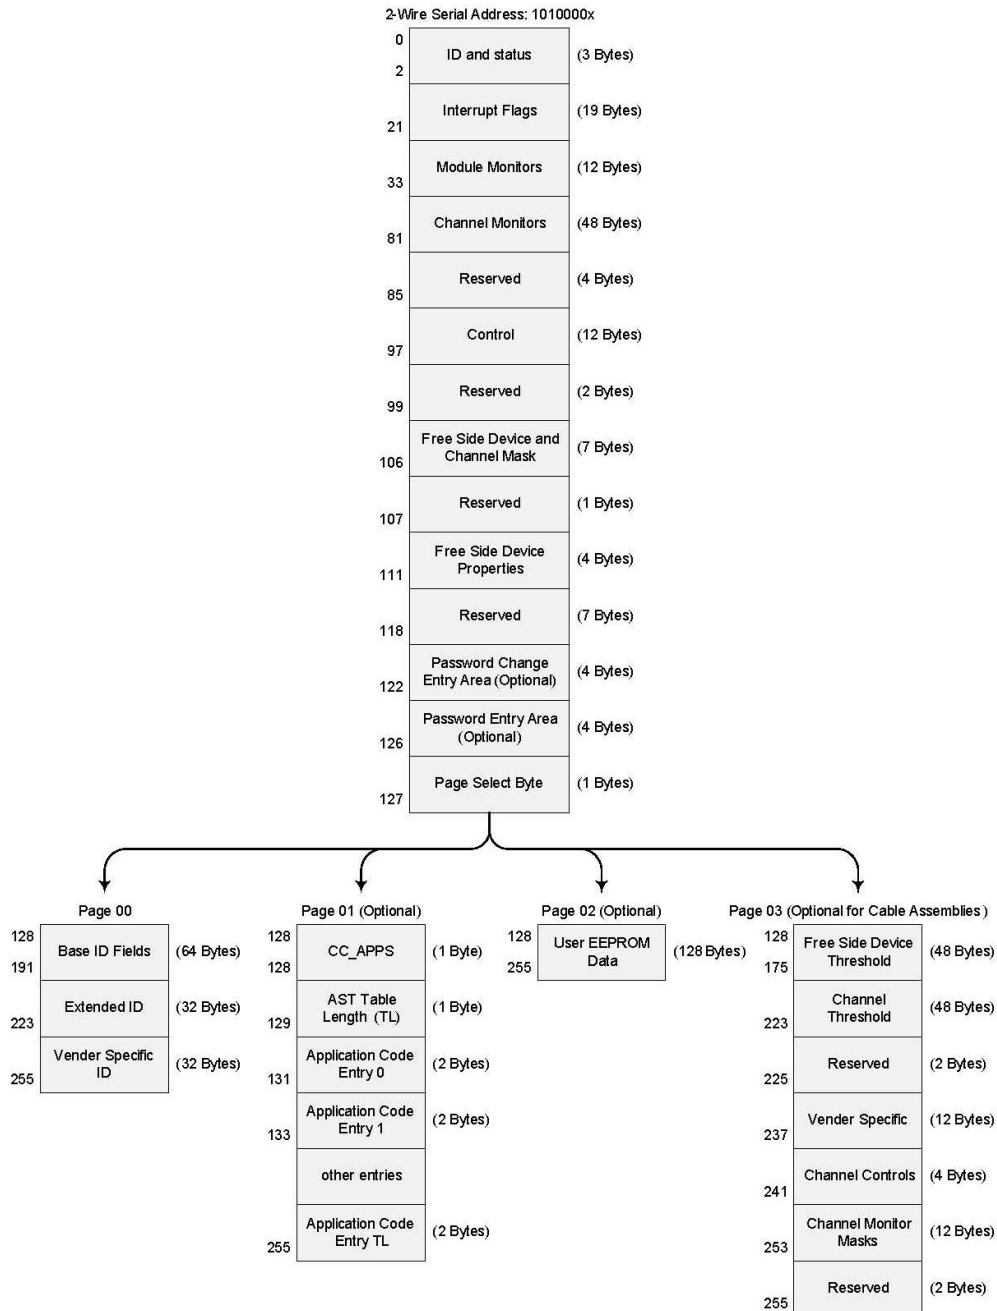 2-Wire Serial Address: 1010000x
0
ID and status (3 Bytes)
2
Interrupt Flags (19 Bytes)
21
Module Monitors (12 Bytes)
33
Channel Monitors (48 Bytes)
81
Reserved (4 Bytes)
85
Control (12 Bytes)
97
Reserved (2 Bytes)
99
Free Side Device and
Channel Mask (7 Bytes)
106
Reserved (1 Bytes)
107
Free Side Device
Properties (4 Bytes)
111
Reserved (7 Bytes)
118
Password Change
Entry Area (Optional) (4 Bytes)
122
Password Entry Area
(Optional) (4 Bytes)
126
Page Select Byte (1 Bytes)
127
Page 00
128
Base ID Fields (64 Bytes)
191
Extended ID (32 Bytes)
223
Vender Specific
ID (32 Bytes)
255
Page 01 (Optional)
128
CC_APPS (1 Byte)
128
AST Table
Length (TL) (1 Byte)
129
Application Code
Entry 0 (2 Bytes)
131
Application Code
Entry 1 (2 Bytes)
133
other entries
Application Code
Entry TL (2 Bytes)
255
Page 02 (Optional)
128
User EEPROM
Data (128 Bytes)
255
Page 03 (Optional for Cable Assemblies )
128
Free Side Device
Threshold (48 Bytes)
175
Channel
Threshold (48 Bytes)
223
Reserved (2 Bytes)
225
Vender Specific (12 Bytes)
237
Channel Controls (4 Bytes)
241
Channel Monitor
Masks (12 Bytes)
253
Reserved (2 Bytes)
255